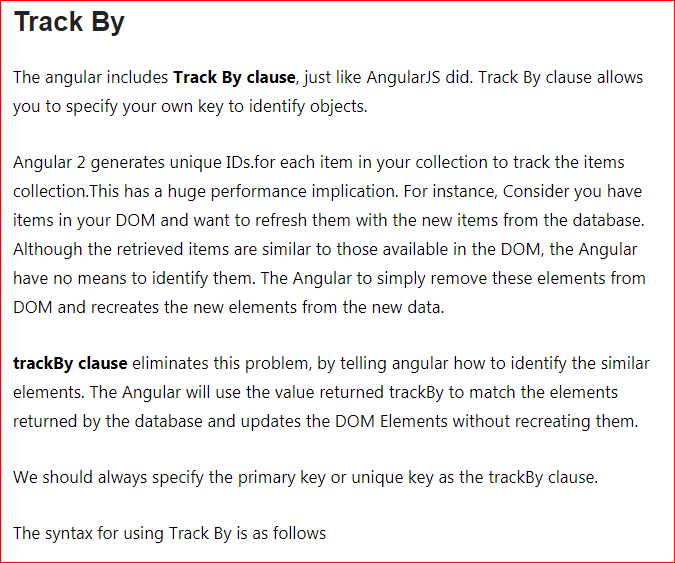 Track By
The angular includes Track By clause, just like AngularJS did. Track By clause allows
you to specify your own key to identify objects.
Angular 2 generates unique IDs.for each item in your collection to track the items
collection.This has a huge performance implication. For instance, Consider you have
items in your DOM and want to refresh them with the new items from the database.
Although the retrieved items are similar to those available in the DOM, the Angular
have no means to identify them. The Angular to simply remove these elements from
DOM and recreates the new elements from the new data.
trackBy clause eliminates this problem, by telling angular how to identify the similar
elements. The Angular will use the value returned trackBy to match the elements
returned by the database and updates the DOM Elements without recreating them.
We should always specify the primary key or unique key as the trackBy clause.
The syntax for using Track By is as follows